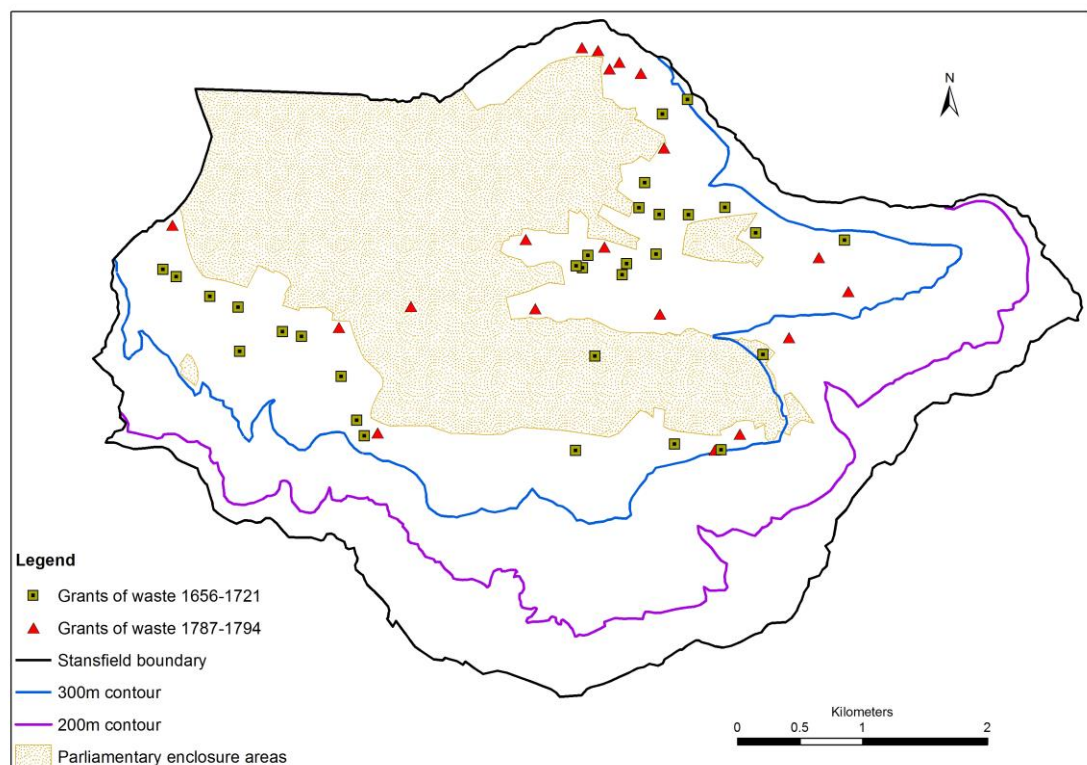 N
Legend
Grants of waste 1656-1721
Grants of waste 1787-1794
Stansfield boundary
300m contour
200m contour
Parliamentary enclosure areas
Kilometers
0 0.5 1 2